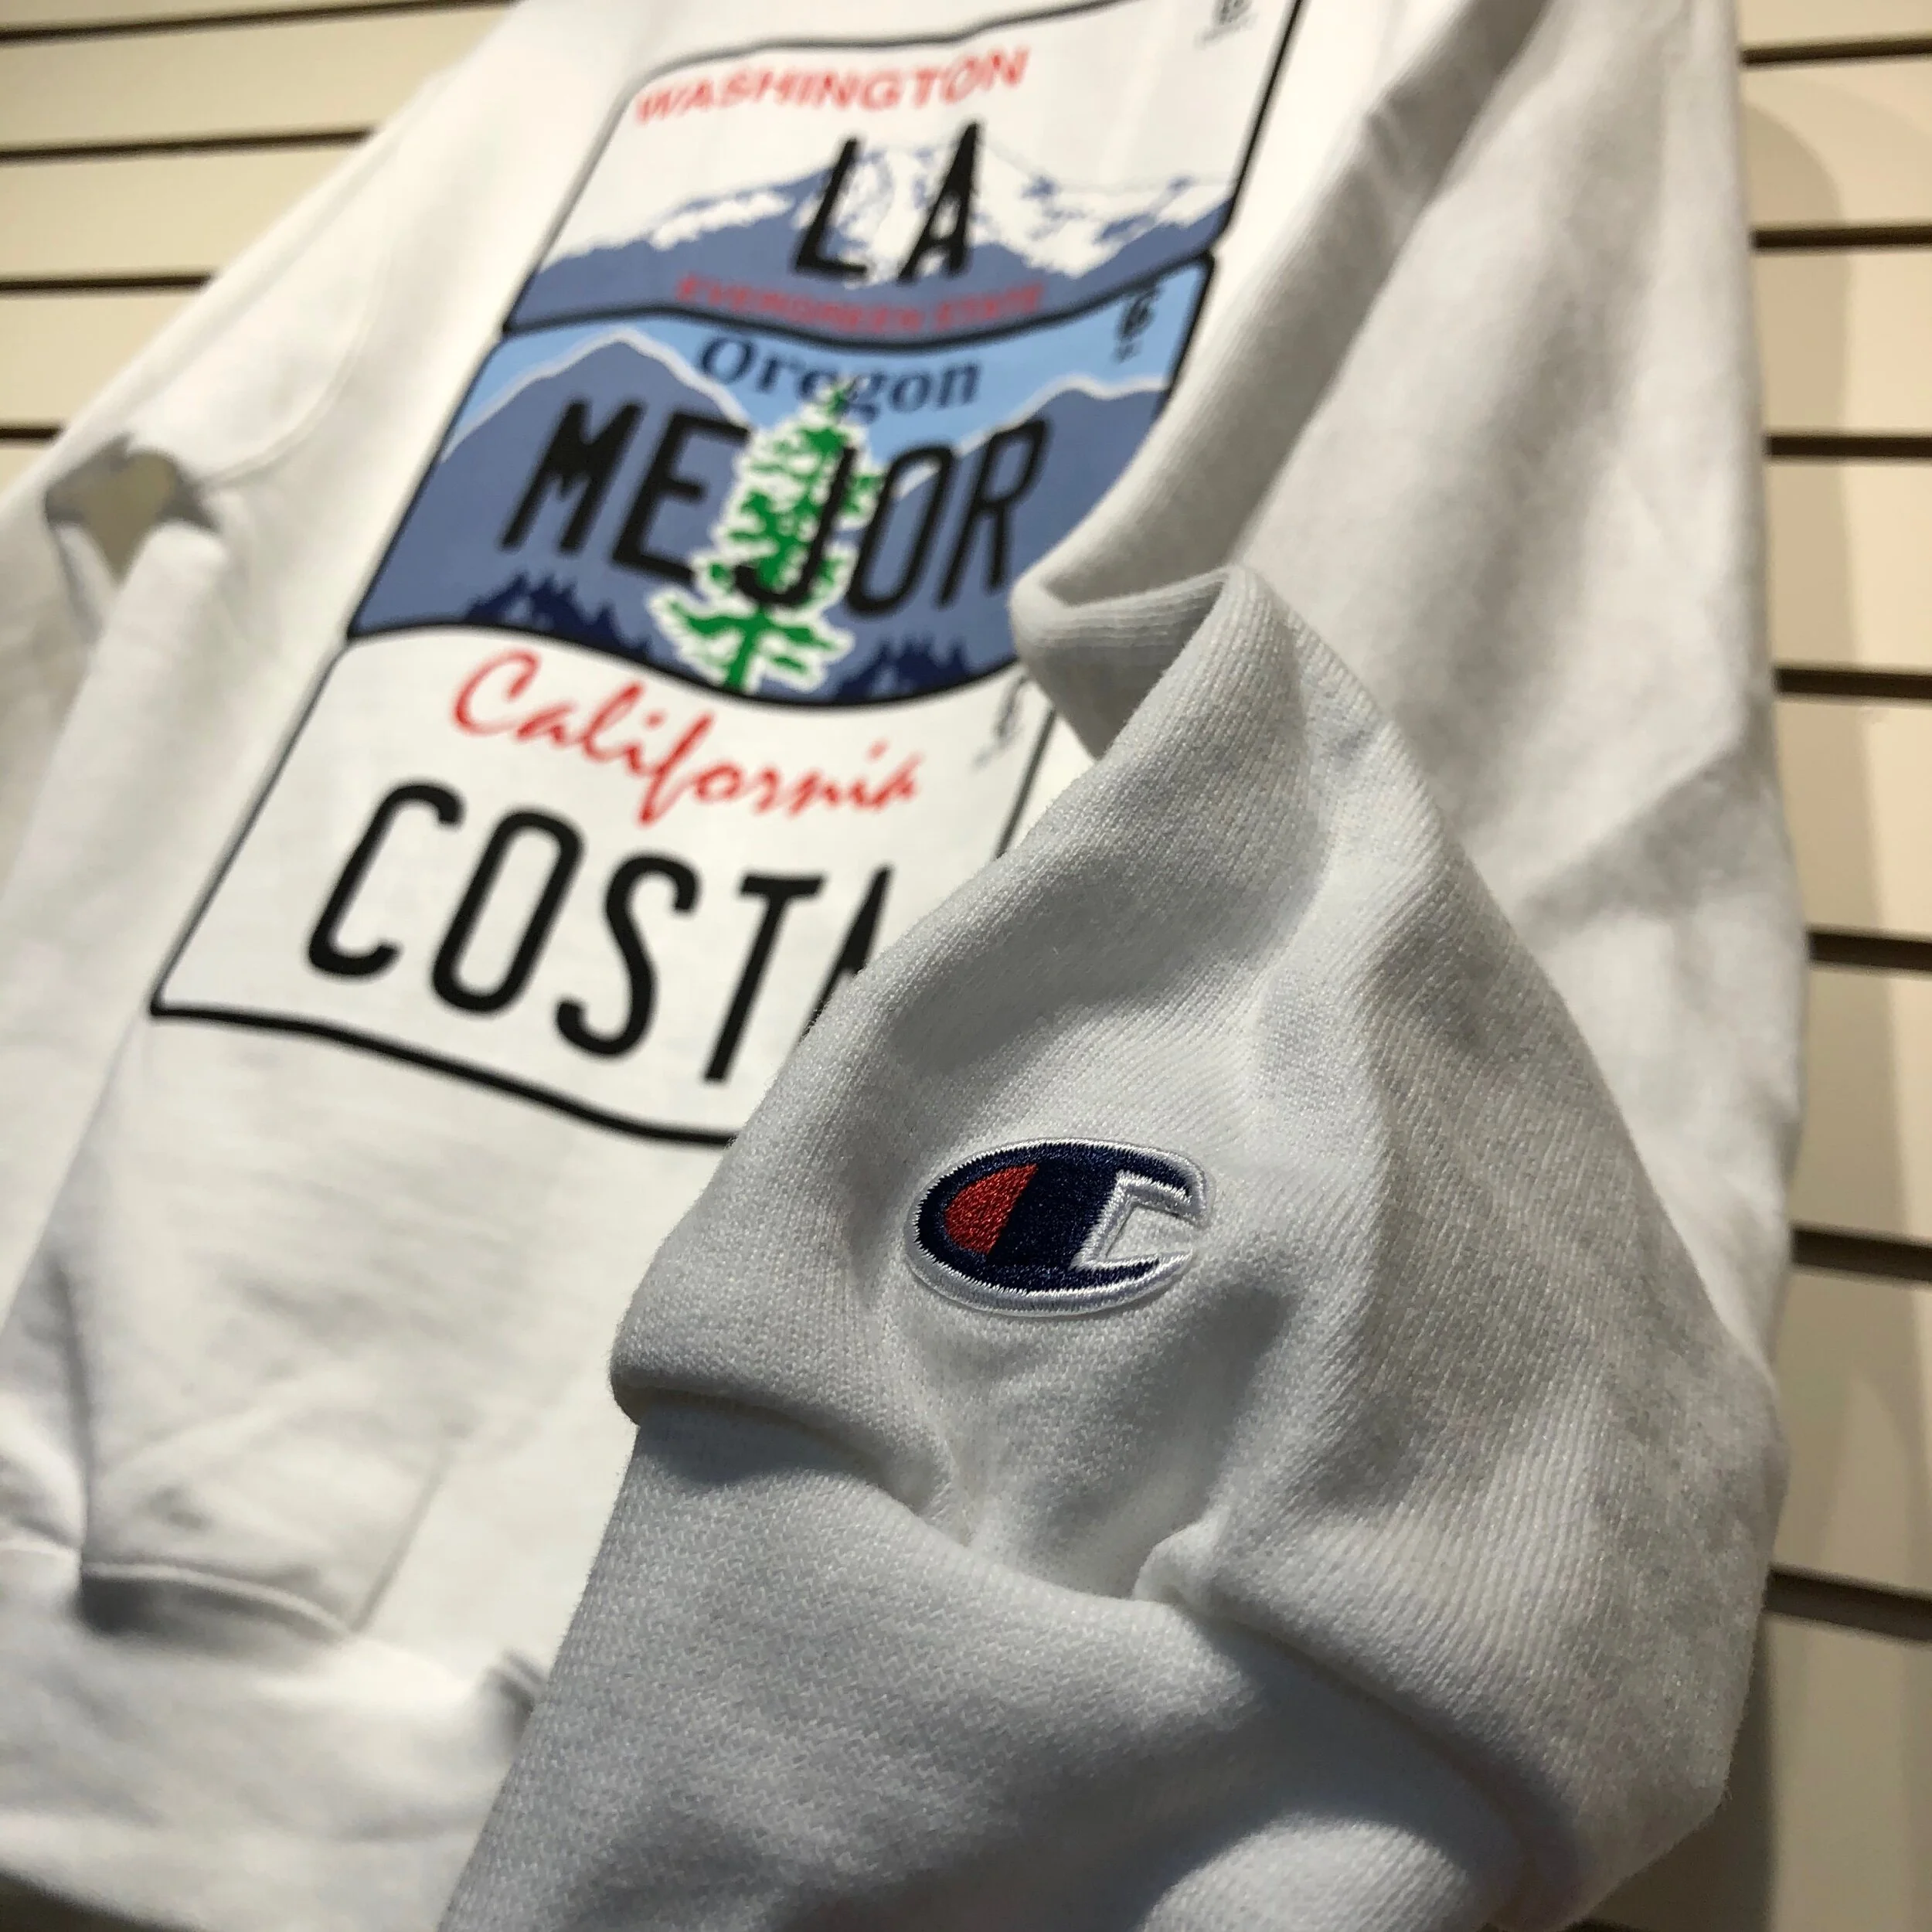 WASHINGTON
LA
EVERGREEN STATE
Oregon
MEJOR
California
COSTA